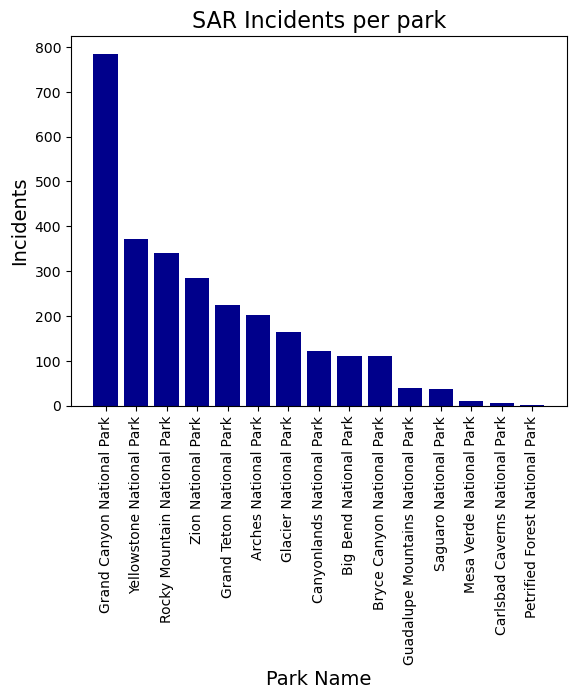 SAR Incidents per park
Incidents
800
700
600
500
400
300
200
100
0
Grand Canyon National Park
Yellowstone National Park
Rocky Mountain National Park
Zion National Park
Grand Teton National Park
Arches National Park
Glacier National Park
Canyonlands National Park
Big Bend National Park
Bryce Canyon National Park
Guadalupe Mountains National Park
Saguaro National Park
Mesa Verde National Park
Carlsbad Caverns National Park
Petrified Forest National Park
Park Name